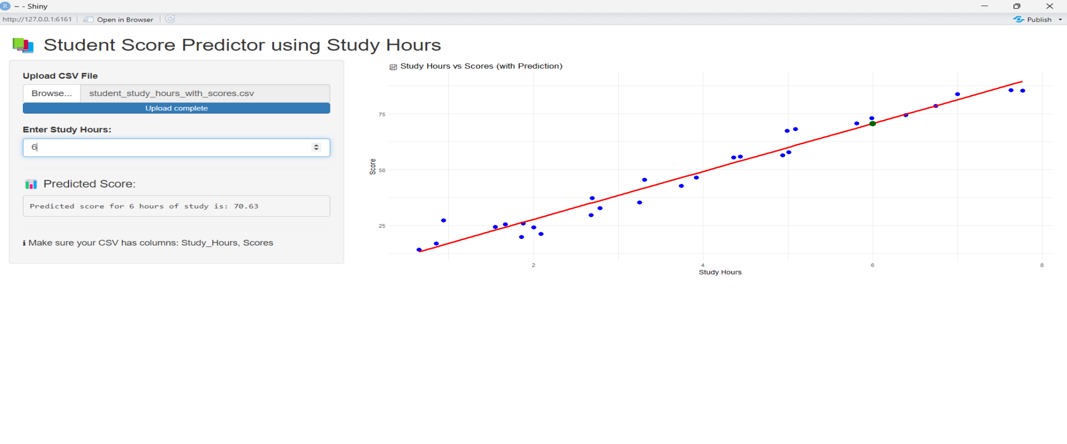 ~ - Shiny
http://127.0.0.1:6161 Open in Browser
Publish
Student Score Predictor using Study Hours
Upload CSV File
Browse... student_study_hours_with_scores.csv
Upload complete
Enter Study Hours:
6
Predicted Score:
Predicted score for 6 hours of study is: 70.63
Make sure your CSV has columns: Study_Hours, Scores
Study Hours vs Scores (with Prediction)
75
50
25
Score
2 4 6 8
Study Hours